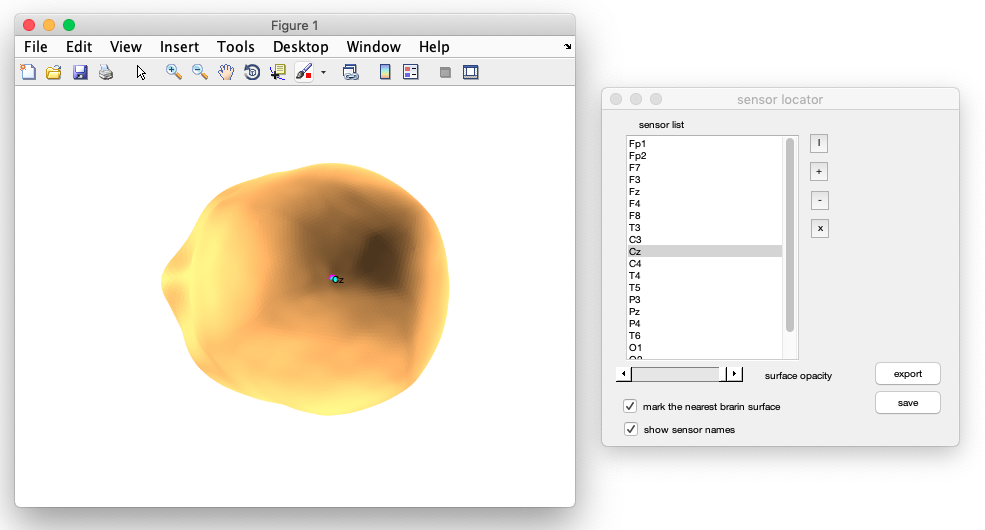 Figure 1
File Edit View Insert Tools Desktop Window Help
Cz
sensor locator
sensor list
Fp1
Fp2
F7
F3
Fz
F4
F8
T3
C3
Cz
C4
T4
T5
P3
Pz
P4
T6
O1
O2
I
+
-
x
surface opacity
export
mark the nearest brarin surface
save
show sensor names